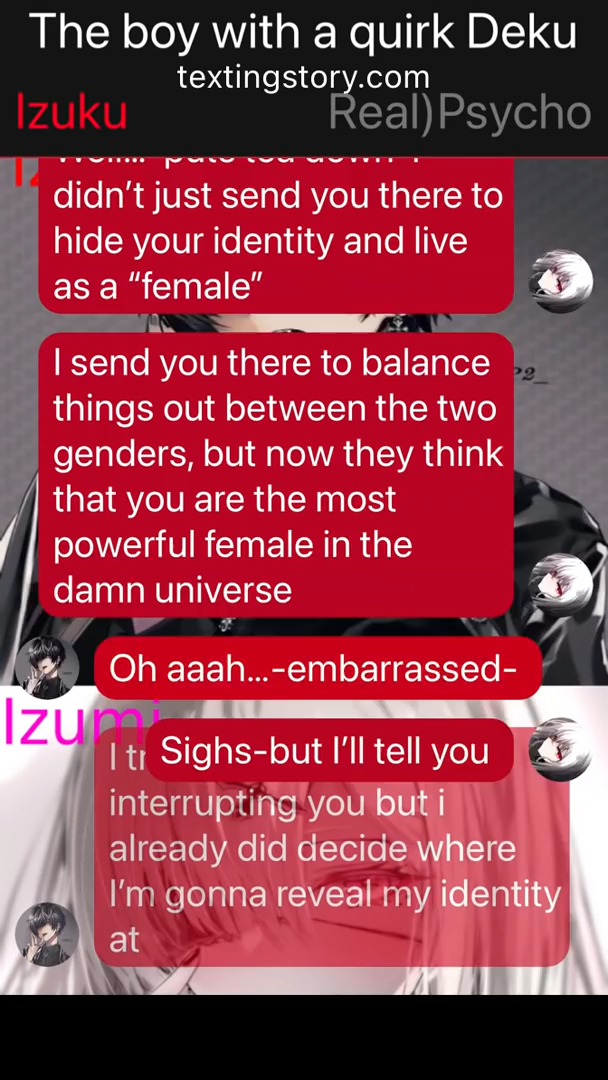 The boy with a quirk Deku
textingstory.com
Izuku
Real)Psycho
didn't just send you there to
hide your identity and live
as a “female”
I send you there to balance
things out between the two
genders, but now they think
that you are the most
powerful female in the
damn universe
Oh aaah...-embarrassed-
Izumi
Sighs-but I'll tell you
interrupting you but i
already did decide where
I'm gonna reveal my identity
at